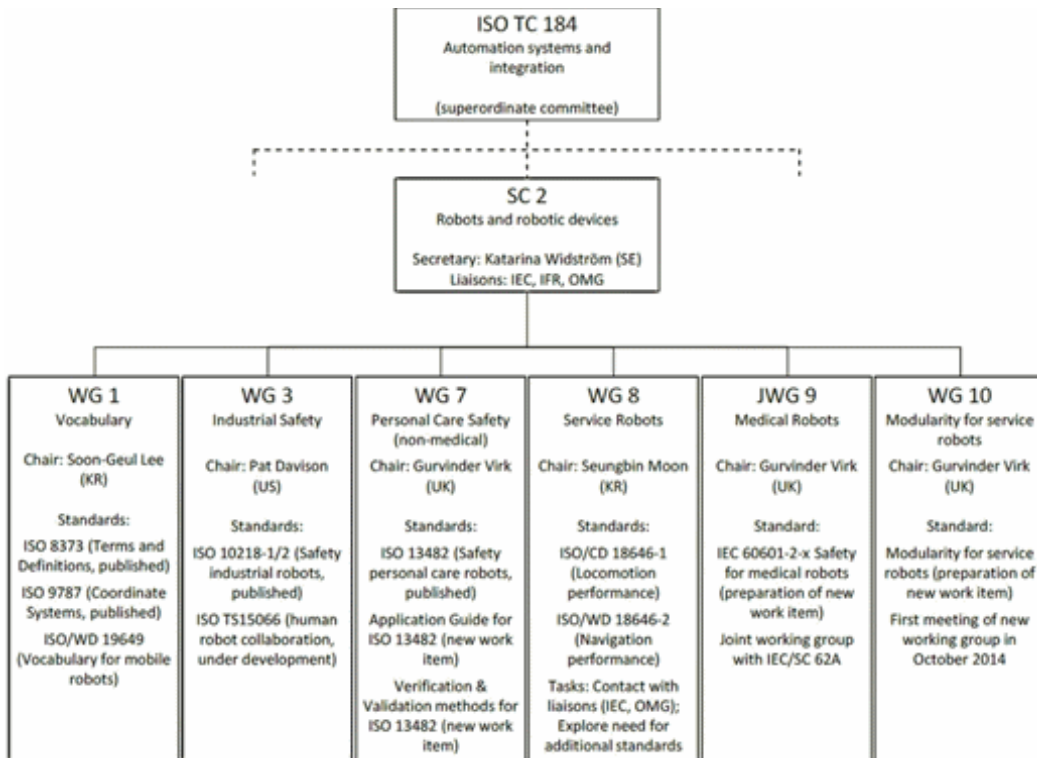 ISO TC 184
Automation systems and
integration
(superordinate committee)
SC 2
Robots and robotic devices
Secretary: Katarina Widström (SE)
Liaisons: IEC, IFR, OMG
WG 1
Vocabulary
Chair: Soon-Geul Lee
(KR)
Standards:
ISO 8373 (Terms and
Definitions, published)
ISO 9787 (Coordinate
Systems, published)
ISO/WD 19649
(Vocabulary for mobile
robots)
WG 3
Industrial Safety
Chair: Pat Davison
(US)
Standards:
ISO 10218-1/2 (Safety
industrial robots,
published)
ISO TS15066 (human
robot collaboration,
under development)
WG 7
Personal Care Safety
(non-medical)
Chair: Gurvinder Virk
(UK)
Standards:
ISO 13482 (Safety
personal care robots,
published)
Application Guide for
ISO 13482 (new work
item)
Verification &
Validation methods for
ISO 13482 (new work
item)
WG 8
Service Robots
Chair: Seungbin Moon
(KR)
Standards:
ISO/CD 18646-1
(Locomotion
performance)
ISO/WD 18646-2
(Navigation
performance)
Tasks: Contact with
liaisons (IEC, OMG);
Explore need for
additional standards
JWG 9
Medical Robots
Chair: Gurvinder Virk
(UK)
Standard:
IEC 60601-2-x Safety
for medical robots
(preparation of new
work item)
Joint working group
with IEC/SC 62A
WG 10
Modularity for service
robots
Chair: Gurvinder Virk
(UK)
Standard:
Modularity for service
robots (preparation of
new work item)
First meeting of new
working group in
October 2014